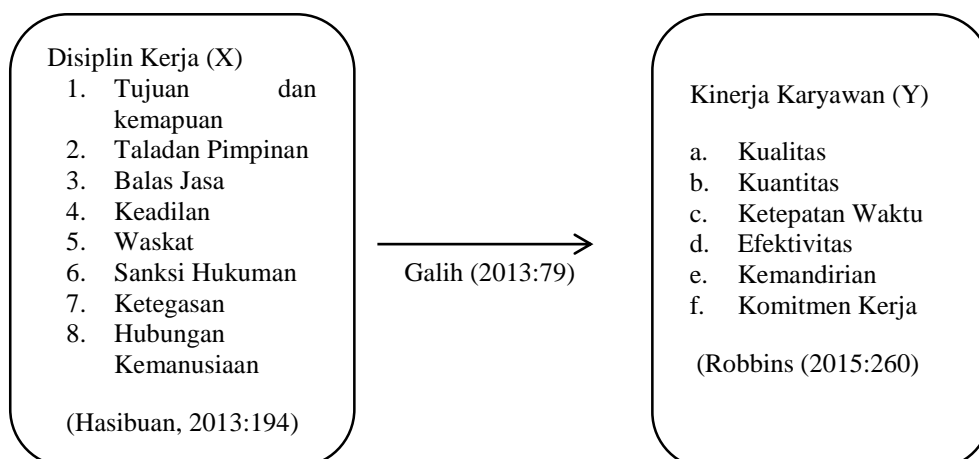 Disiplin Kerja (X)
1. Tujuan dan
kemapuan
2. Taladan Pimpinan
3. Balas Jasa
4. Keadilan
5. Waskat
6. Sanksi Hukuman
7. Ketegasan
8. Hubungan
Kemanusiaan
(Hasibuan, 2013:194)
Galih (2013:79)
Kinerja Karyawan (Y)
a. Kualitas
b. Kuantitas
c. Ketepatan Waktu
d. Efektivitas
e. Kemandirian
f. Komitmen Kerja
(Robbins (2015:260)